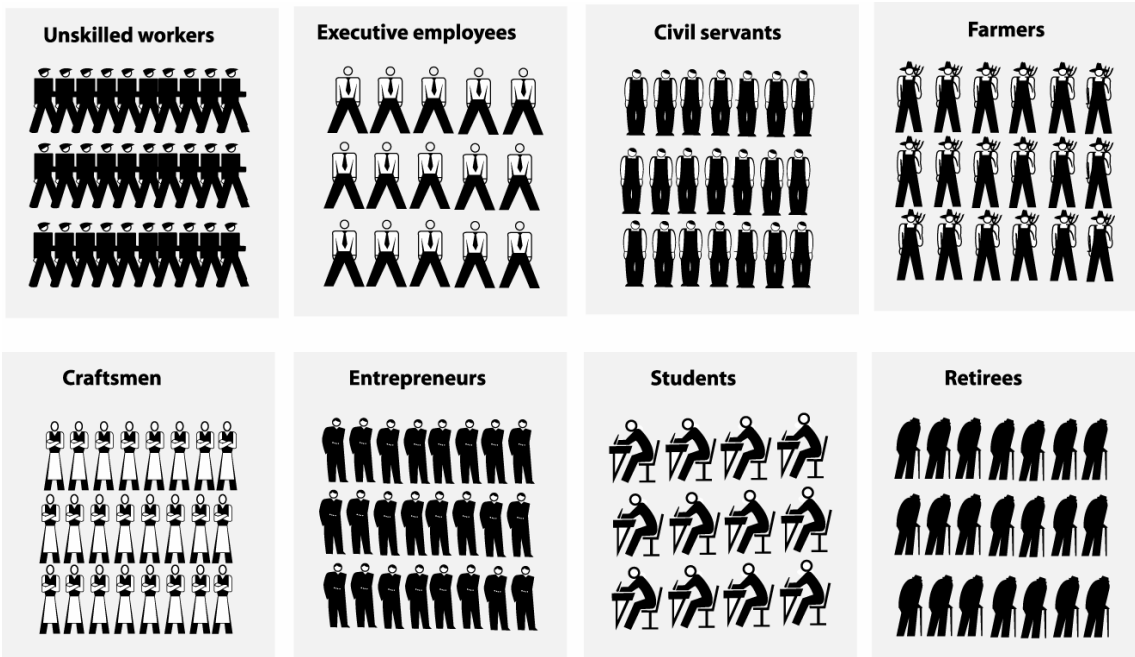 Unskilled workers
Executive employees
Civil servants
Farmers
Craftsmen
Entrepreneurs
Students
Retirees